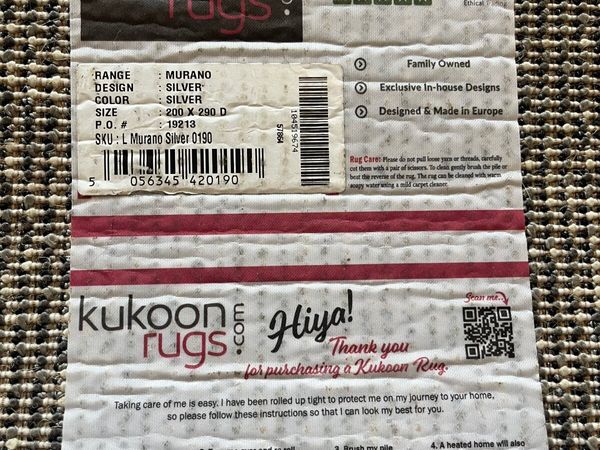 rugs.
Ethical Trading
Family Owned
Exclusive In-house Designs
Designed & Made in Europe
RANGE : MURANO
DESIGN : SILVER
COLOR : SILVER
SIZE : 200 X 290 D
P.O. # : 19213
SKU : L Murano Silver 0190
5 056345 420190
57864
Rug Care: Please do not pull loose yarn or threads, carefully
cut them with a pair of scissors. To clean gently brush the pile or
beat the reverse of the rug. The rug can be cleaned with warm
soapy water using a mild carpet cleaner.
kukoon
rugs.com
Hiya!
Scan me..
Thank you
for purchasing a Kukoon Rug.
Taking care of me is easy. I have been rolled up tight to protect me on my journey to your home,
so please follow these instructions so that I can look my best for you.
3. Brush my pile
4. A heated home will also